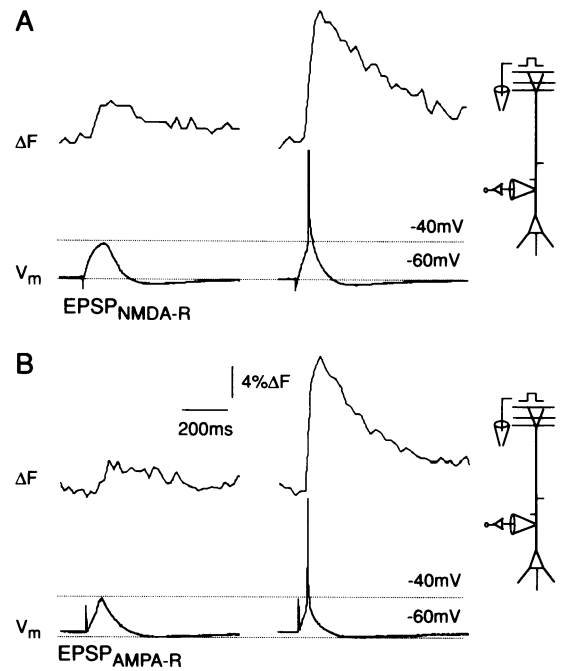 A
ΔF
-40mV
-60mV
Vm
EPSPNMDA-R
B
4%ΔF
200ms
ΔF
-40mV
-60mV
Vm
EPSPAMPA-R